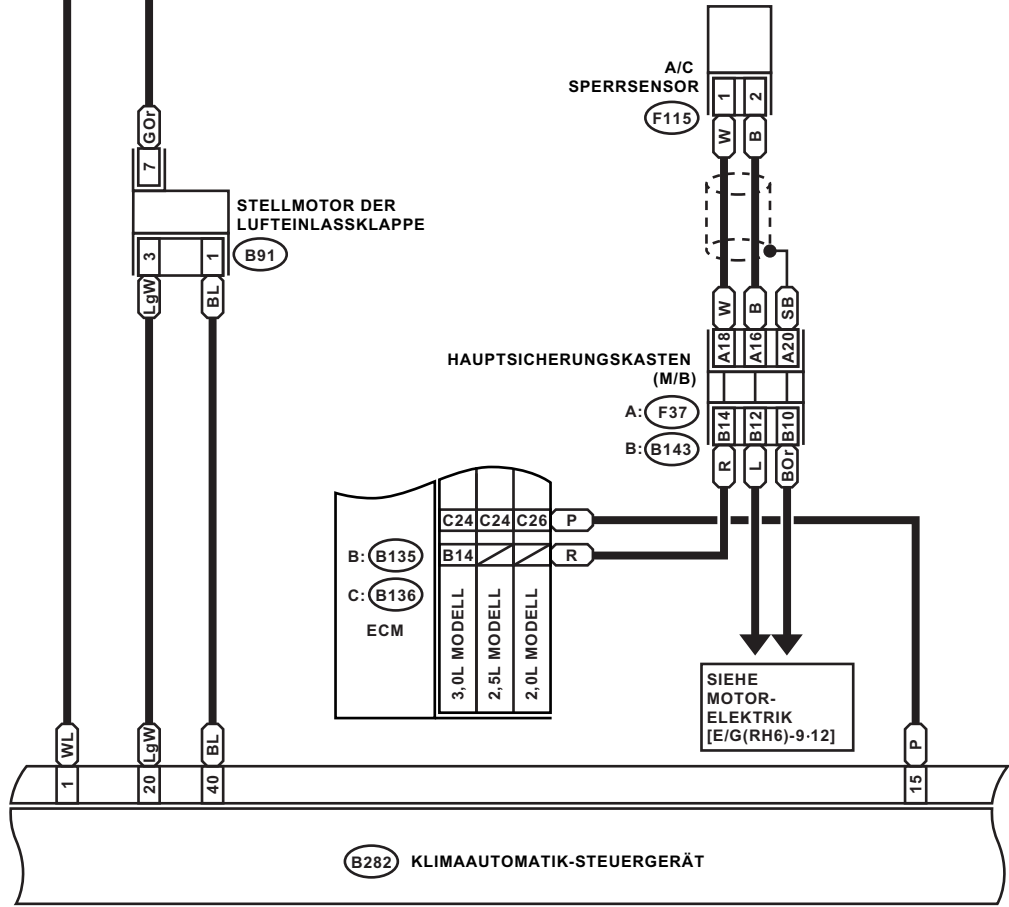 A/C
SPERRSENSOR
F115
1
2
W
B
GOr
7
STELLMOTOR DER
LUFTEINLASSKLAPPE
B91
3
1
LgW
BL
W
B
SB
HAUPTSICHERUNGSKASTEN
(M/B)
A18
A16
A20
A: F37
B: B143
B14
B12
B10
R
L
BOr
C24 C24 C26 P
B14 R
B: B135
C: B136
ECM
3,0L MODELL
2,5L MODELL
2,0L MODELL
SIEHE
MOTOR-
ELEKTRIK
[E/G(RH6)-9·12]
WL
LgW
BL
P
1
20
40
15
B282 KLIMAAUTOMATIK-STEUERGERÄT